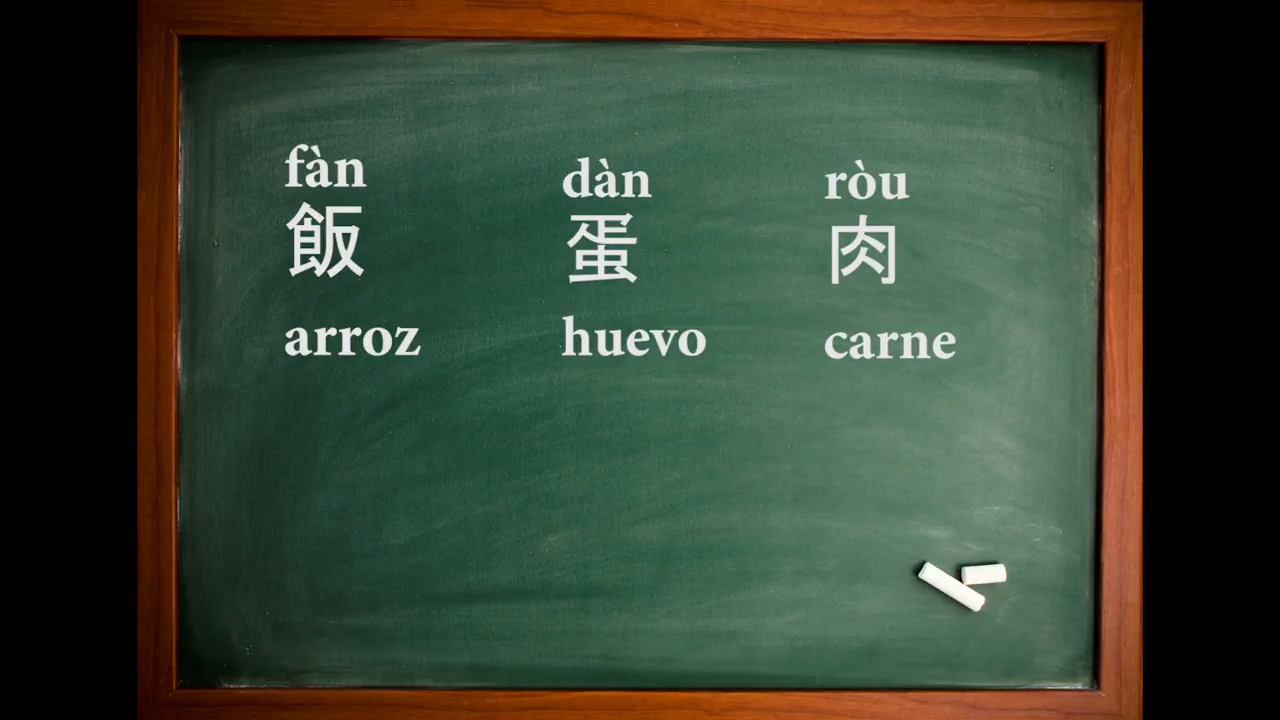 fàn
飯
arroz
dàn
蛋
huevo
ròu
肉
carne